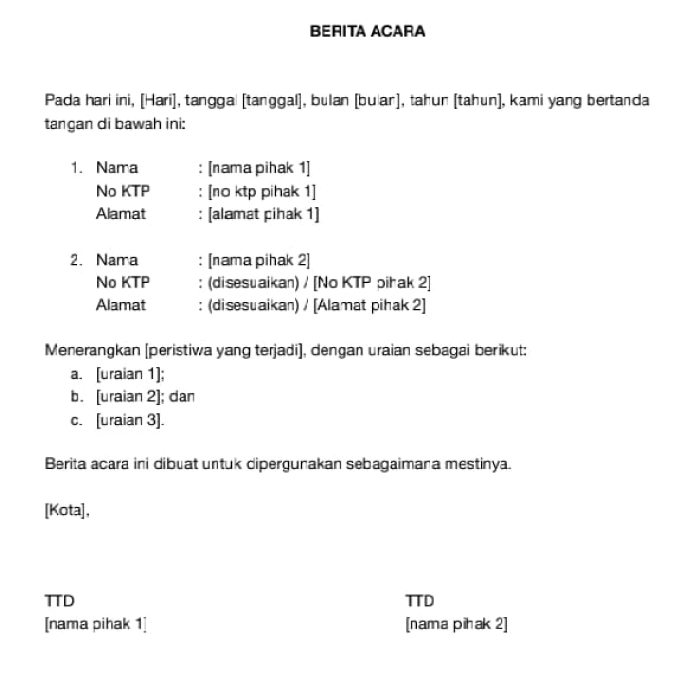 BERITA ACARA
Pada hari ini, [Hari], tanggal [tanggal], bulan [bulan], tahun [tahun], kami yang bertanda
tangan di bawah ini:
1. Nama : [nama pihak 1]
No KTP : [no ktp pihak 1]
Alamat : [alamat pihak 1]
2. Nama : [nama pihak 2]
No KTP : (disesuaikan) / [No KTP pihak 2]
Alamat : (disesuaikan) / [Alamat pihak 2]
Menerangkan [peristiwa yang terjadi], dengan uraian sebagai berikut:
a. [uraian 1];
b. [uraian 2]; dan
c. [uraian 3].
Berita acara ini dibuat untuk dipergunakan sebagaimana mestinya.
[Kota],
TTD TTD
[nama pihak 1] [nama pihak 2]